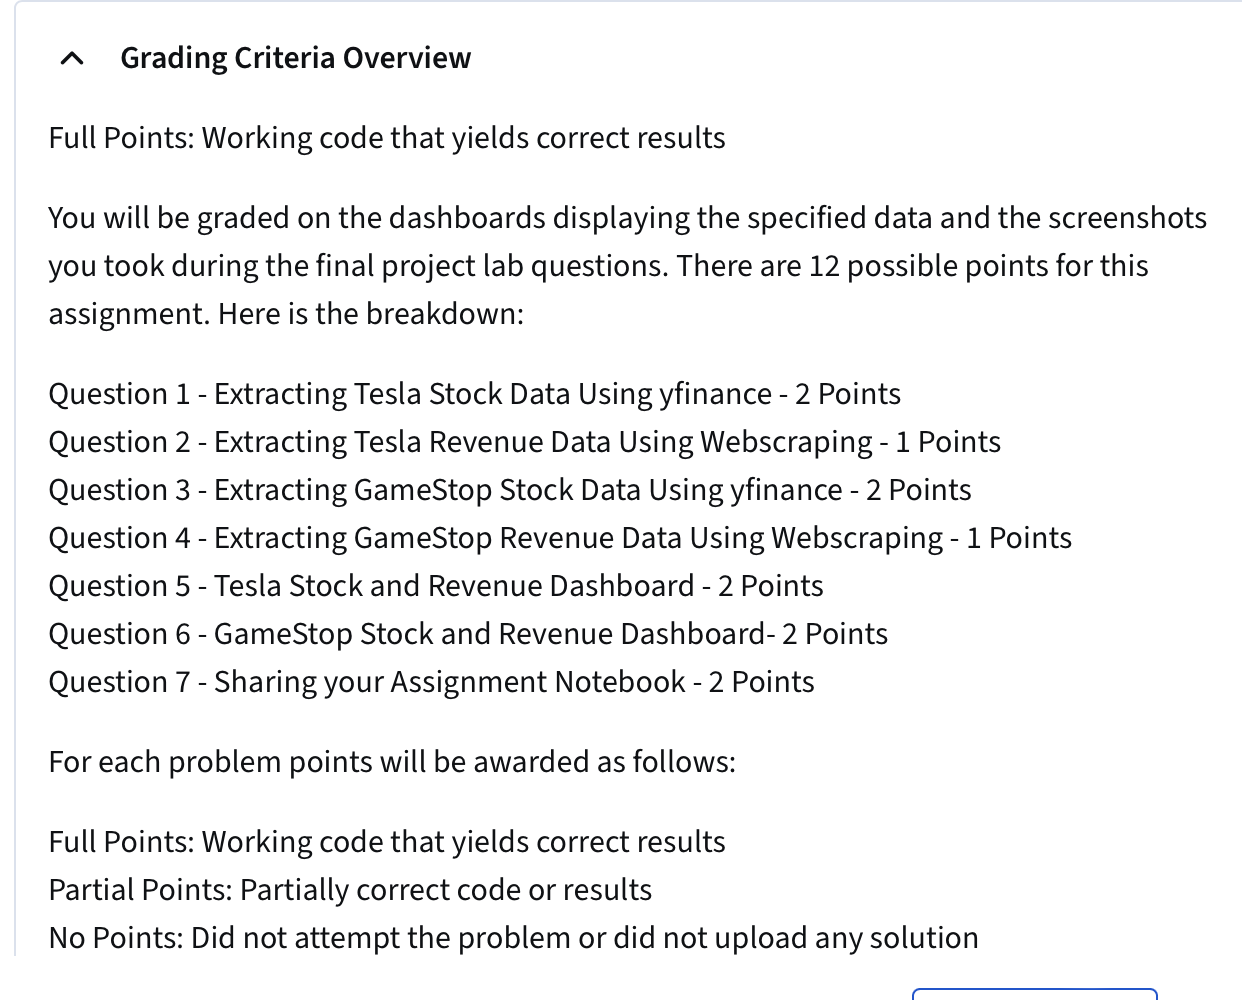 Grading Criteria Overview
Full Points: Working code that yields correct results
You will be graded on the dashboards displaying the specified data and the screenshots
you took during the final project lab questions. There are 12 possible points for this
assignment. Here is the breakdown:
Question 1 - Extracting Tesla Stock Data Using yfinance - 2 Points
Question 2 - Extracting Tesla Revenue Data Using Webscraping - 1 Points
Question 3 - Extracting GameStop Stock Data Using yfinance - 2 Points
Question 4 - Extracting GameStop Revenue Data Using Webscraping - 1 Points
Question 5 - Tesla Stock and Revenue Dashboard - 2 Points
Question 6 - GameStop Stock and Revenue Dashboard- 2 Points
Question 7 - Sharing your Assignment Notebook - 2 Points
For each problem points will be awarded as follows:
Full Points: Working code that yields correct results
Partial Points: Partially correct code or results
No Points: Did not attempt the problem or did not upload any solution